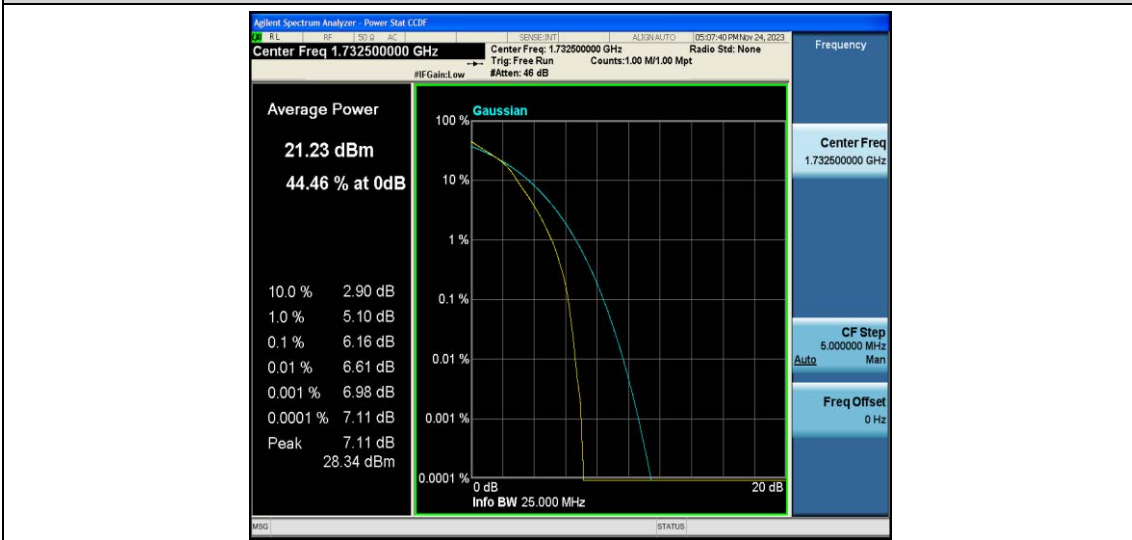 Agilent Spectrum Analyzer - Power Stat CCDF
RL RF 50 Ω AC SENSE:INT ALIGN AUTO 05:07:40 PM Nov 24, 2023
Center Freq 1.732500000 GHz
Center Freq: 1.732500000 GHz Radio Std: None
Trig: Free Run Counts:1.00 M/1.00 Mpt
#IFGain:Low #Atten: 46 dB
Frequency
Average Power
21.23 dBm
44.46 % at 0dB
10.0 % 2.90 dB
1.0 % 5.10 dB
0.1 % 6.16 dB
0.01 % 6.61 dB
0.001 % 6.98 dB
0.0001 % 7.11 dB
Peak 7.11 dB
28.34 dBm
Gaussian
100 %
10 %
1 %
0.1 %
0.01 %
0.001 %
0.0001 %
0 dB 20 dB
Info BW 25.000 MHz
Center Freq
1.732500000 GHz
CF Step
5.000000 MHz
Auto Man
Freq Offset
0 Hz
MSG STATUS